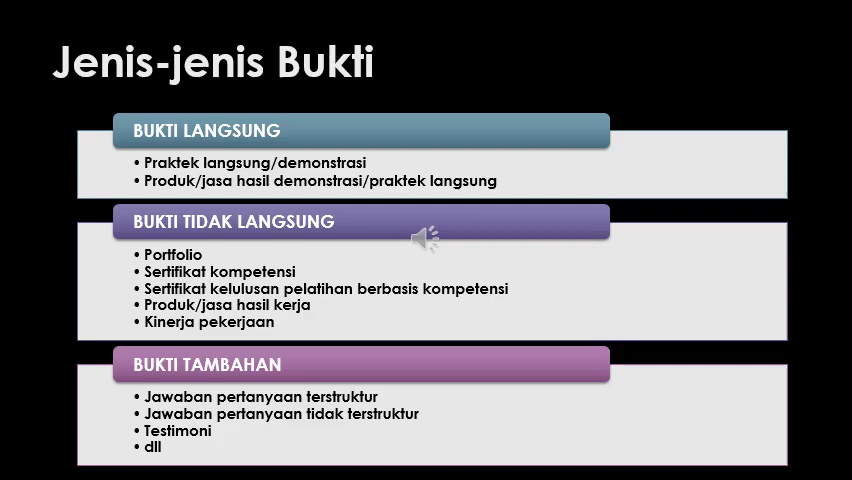 Jenis-jenis Bukti
BUKTI LANGSUNG
• Praktek langsung/demonstrasi
• Produk/jasa hasil demonstrasi/praktek langsung
BUKTI TIDAK LANGSUNG
• Portfolio
• Sertifikat kompetensi
• Sertifikat kelulusan pelatihan berbasis kompetensi
• Produk/jasa hasil kerja
• Kinerja pekerjaan
BUKTI TAMBAHAN
• Jawaban pertanyaan terstruktur
• Jawaban pertanyaan tidak terstruktur
• Testimoni
• dll